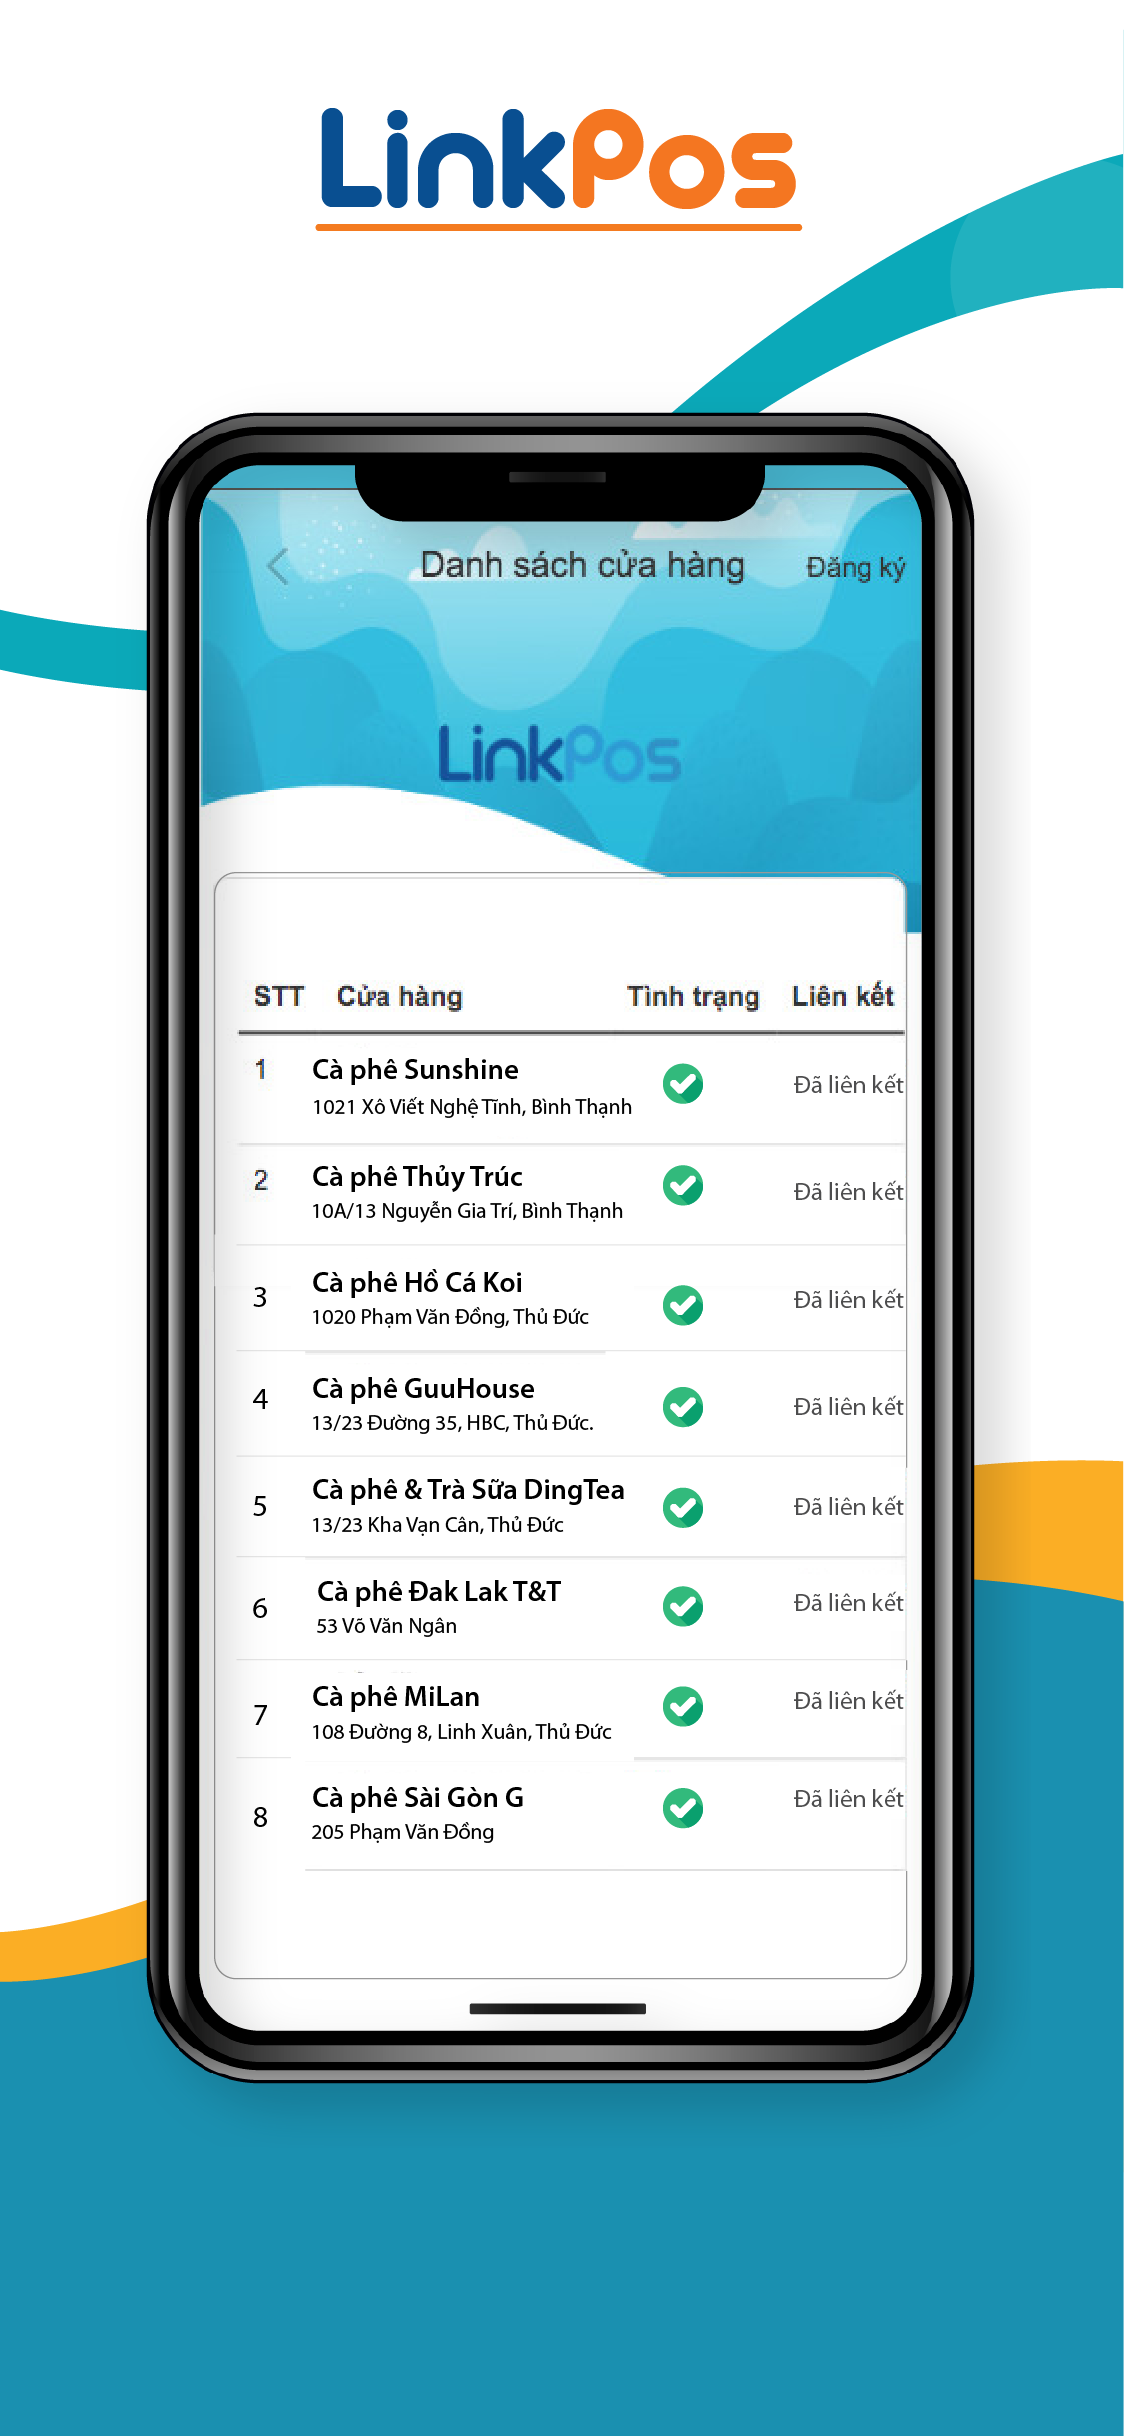 LinkPos
Danh sách cửa hàng Đăng ký
LinkPos
STT Cửa hàng Tình trạng Liên kết
1 Cà phê Sunshine Đã liên kết
1021 Xô Viết Nghệ Tĩnh, Bình Thạnh
2 Cà phê Thủy Trúc Đã liên kết
10A/13 Nguyễn Gia Trí, Bình Thạnh
3 Cà phê Hồ Cá Koi Đã liên kết
1020 Phạm Văn Đồng, Thủ Đức
4 Cà phê GuuHouse Đã liên kết
13/23 Đường 35, HBC, Thủ Đức.
5 Cà phê & Trà Sữa DingTea Đã liên kết
13/23 Kha Vạn Cân, Thủ Đức
6 Cà phê Đak Lak T&T Đã liên kết
53 Võ Văn Ngân
7 Cà phê MiLan Đã liên kết
108 Đường 8, Linh Xuân, Thủ Đức
8 Cà phê Sài Gòn G Đã liên kết
205 Phạm Văn Đồng